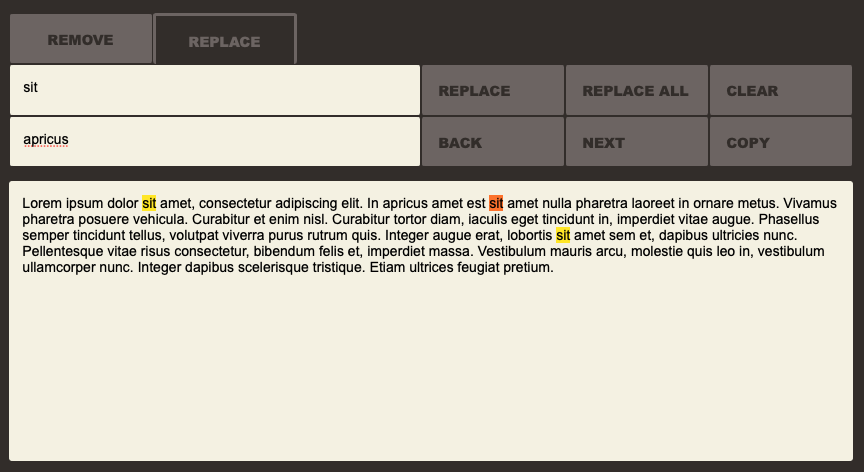 REMOVE REPLACE
sit REPLACE REPLACE ALL CLEAR
apricus BACK NEXT COPY
Lorem ipsum dolor sit amet, consectetur adipiscing elit. In apricus amet est sit amet nulla pharetra laoreet in ornare metus. Vivamus
pharetra posuere vehicula. Curabitur et enim nisl. Curabitur tortor diam, iaculis eget tincidunt in, imperdiet vitae augue. Phasellus
semper tincidunt tellus, volutpat viverra purus rutrum quis. Integer augue erat, lobortis sit amet sem et, dapibus ultricies nunc.
Pellentesque vitae risus consectetur, bibendum felis et, imperdiet massa. Vestibulum mauris arcu, molestie quis leo in, vestibulum
ullamcorper nunc. Integer dapibus scelerisque tristique. Etiam ultrices feugiat pretium.